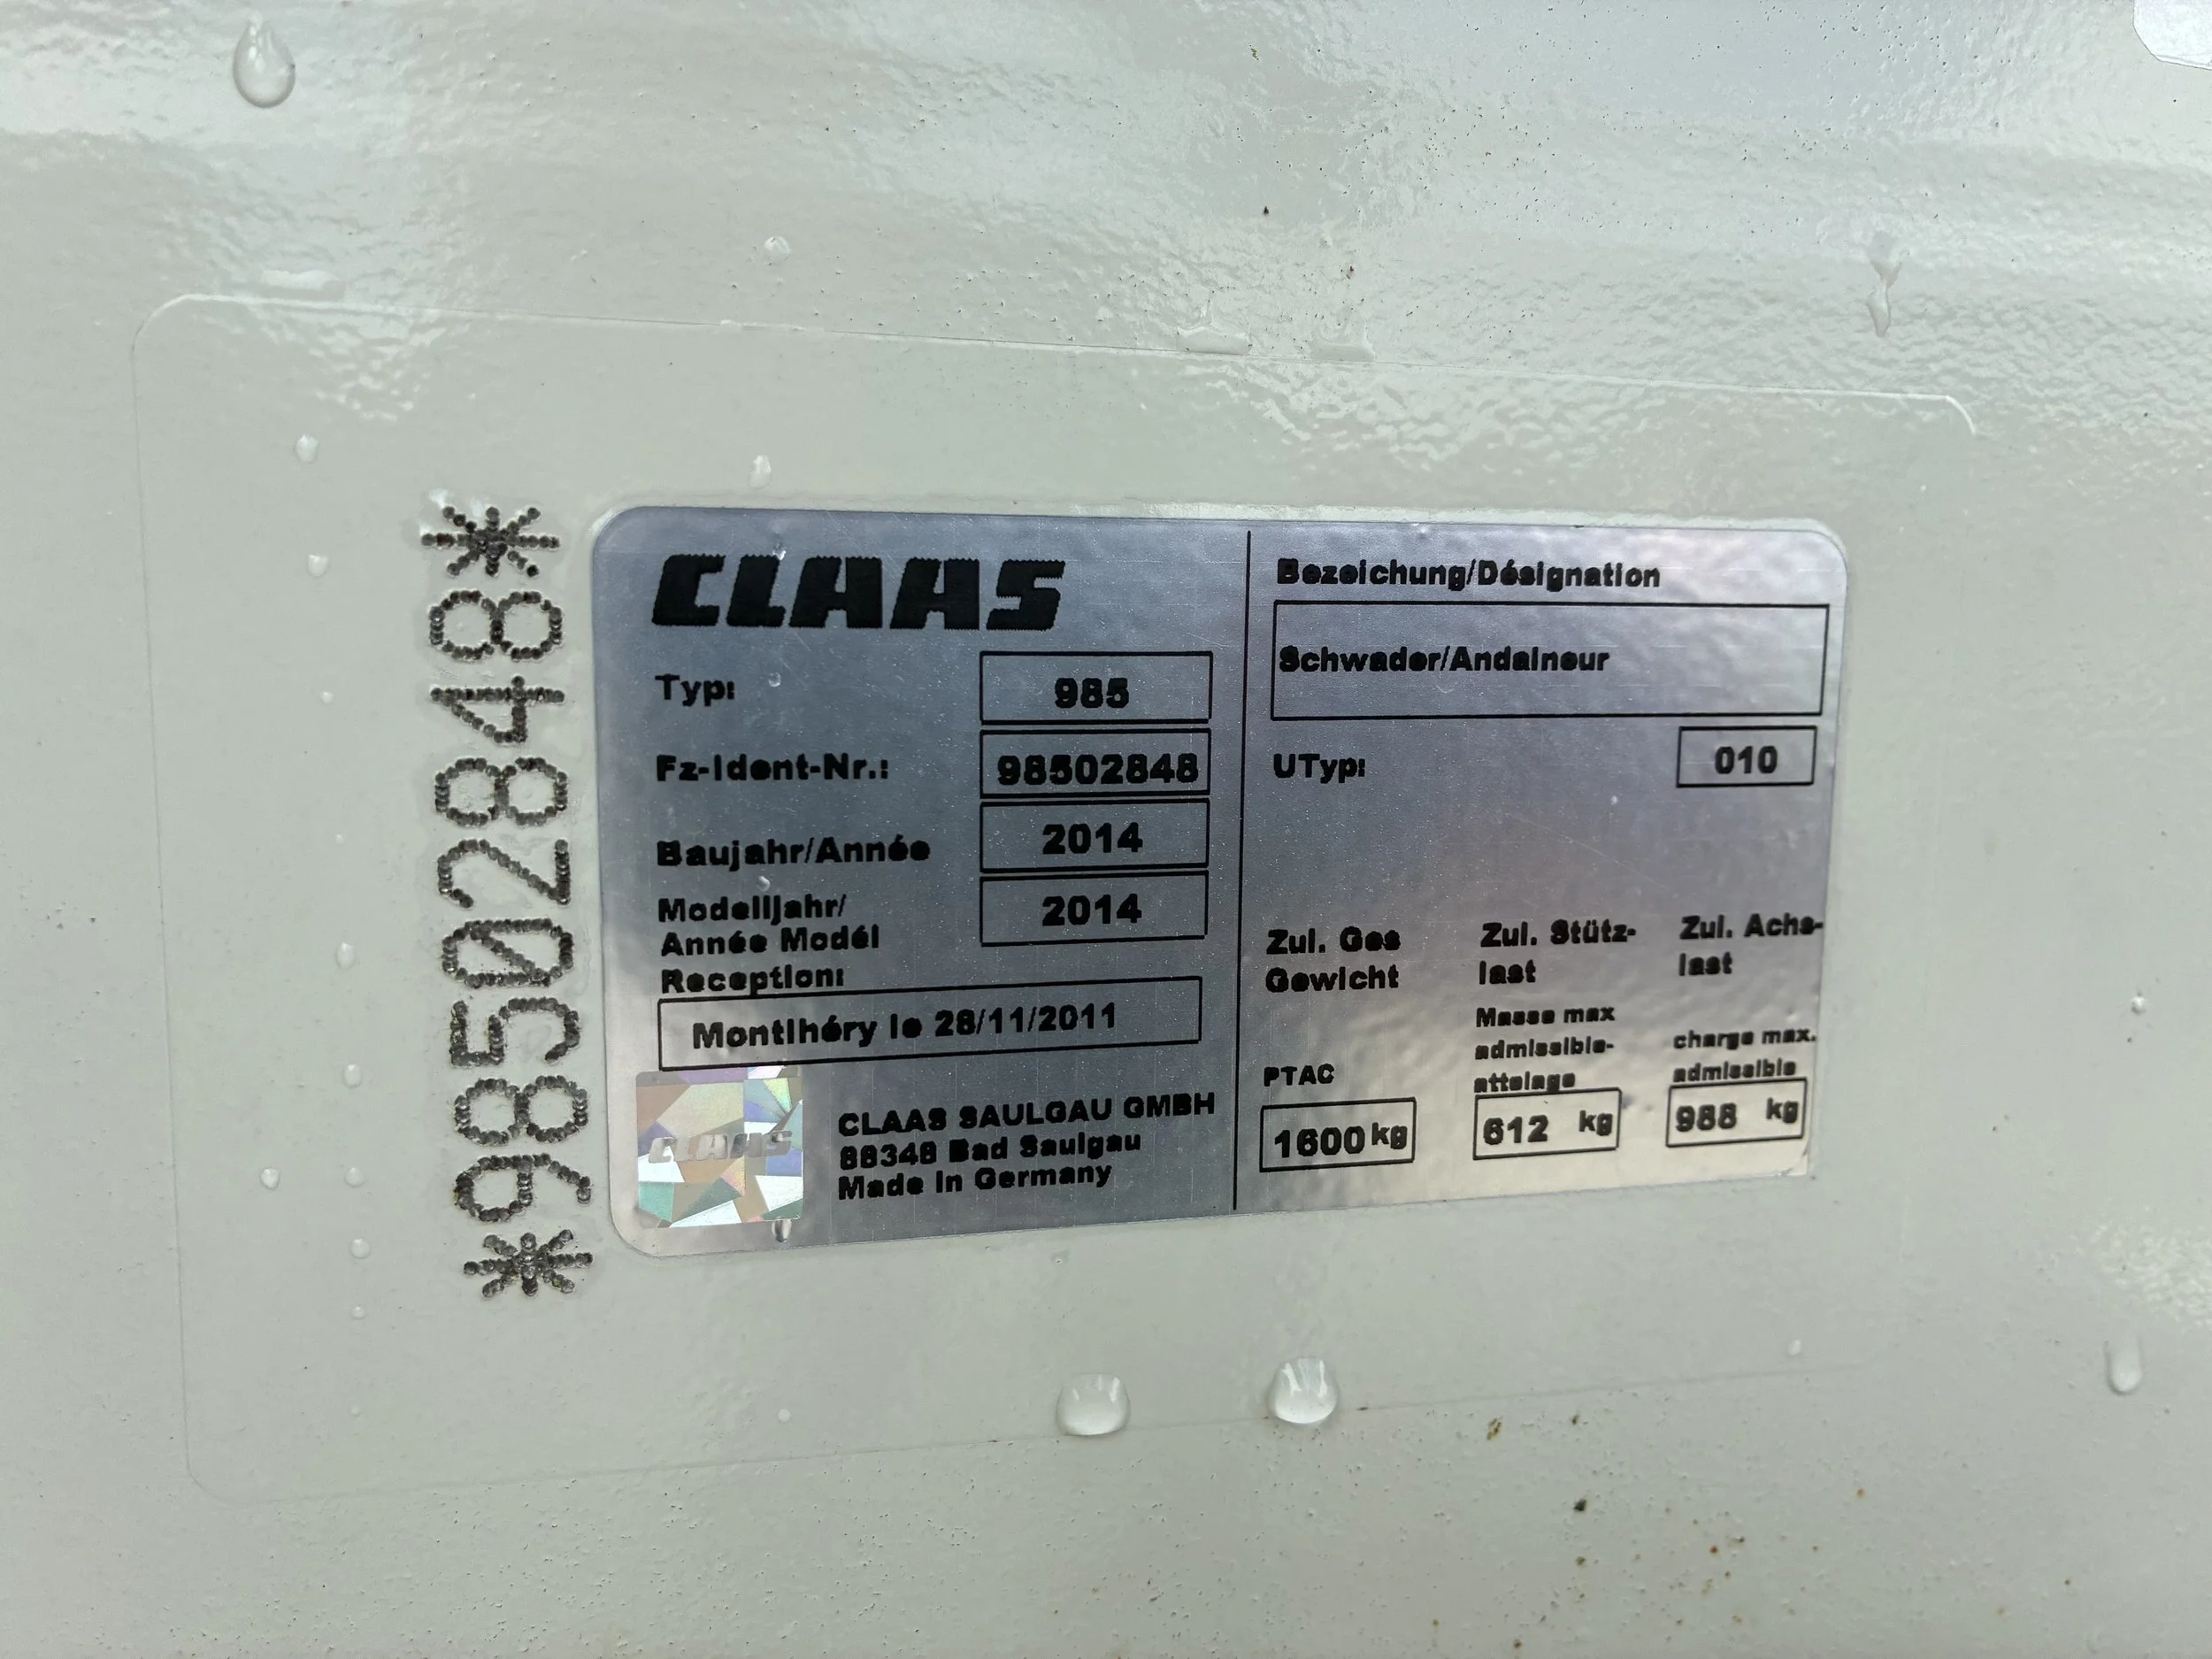 *98502848*
CLAAS
Typ: 985
Fz-Ident-Nr.: 98502848
Baujahr/Année 2014
Modelljahr/
Année Modél 2014
Reception:
Montlhéry le 28/11/2011
CLAAS
CLAAS SAULGAU GMBH
88348 Bad Saulgau
Made In Germany
Bezeichung/Désignation
Schwader/Andaineur
UTyp: 010
Zul. Ges Gewicht
PTAC
1600 kg
Zul. Stütz-
last
Masse max
admissible-
attelage
612 kg
Zul. Achs-
last
charge max.
admissible
988 kg